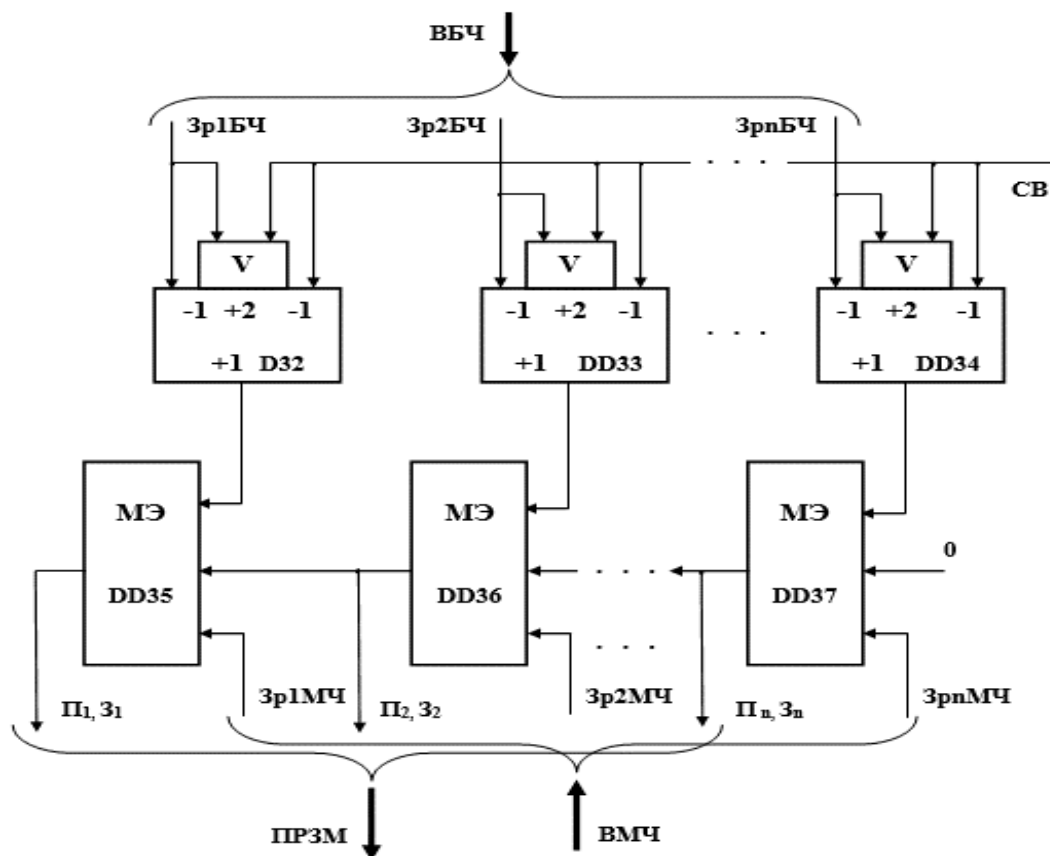 ВБЧ
Зр1БЧ Зр2БЧ ЗрnБЧ
. . .
СВ
V V V
-1 +2 -1 -1 +2 -1 -1 +2 -1
. . .
+1 D32 +1 DD33 +1 DD34
МЭ МЭ МЭ
0
. . .
DD35 DD36 DD37
. . .
Зр1МЧ Зр2МЧ ЗрnМЧ
П1, З1 П2, З2 П n, Зn
ПРЗМ ВМЧ